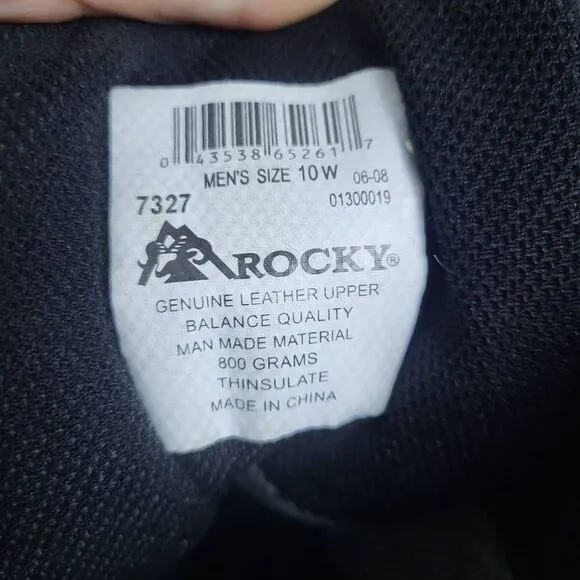 0 43538 65261 7
MEN'S SIZE 10 W 06-08
7327 01300019
ROCKY®
GENUINE LEATHER UPPER
BALANCE QUALITY
MAN MADE MATERIAL
800 GRAMS
THINSULATE
MADE IN CHINA